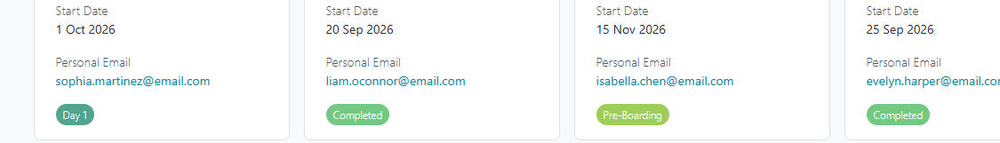 Start Date
1 Oct 2026
Personal Email
sophia.martinez@email.com
Day 1
Start Date
20 Sep 2026
Personal Email
liam.oconnor@email.com
Completed
Start Date
15 Nov 2026
Personal Email
isabella.chen@email.com
Pre-Boarding
Start Date
25 Sep 2026
Personal Email
evelyn.harper@email.co
Completed